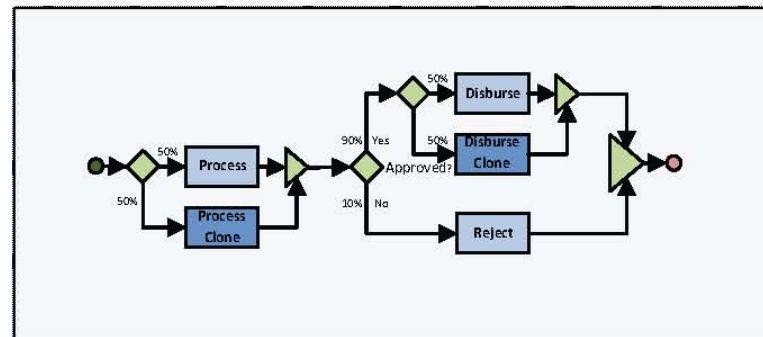 50%
Process
50%
Process
Clone
90%
Yes
Approved?
10%
No
50%
Disburse
50%
Disburse
Clone
Reject